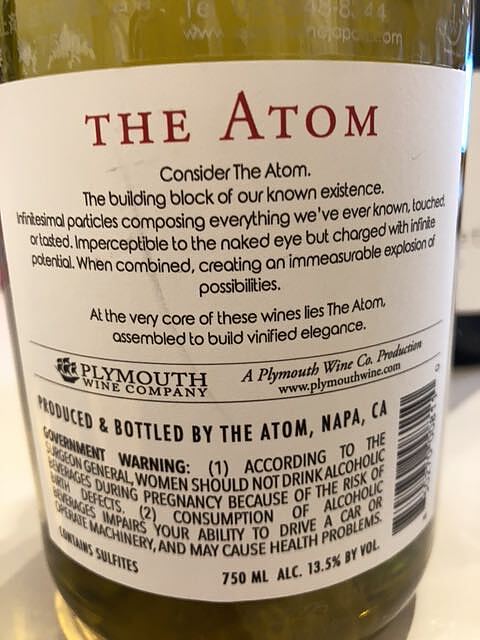 THE ATOM
Consider The Atom.
The building block of our known existence.
Infinitesimal particles composing everything we've ever known, touched
or tasted. Imperceptible to the naked eye but charged with infinite
potential. When combined, creating an immeasurable explosion of
possibilities.
At the very core of these wines lies The Atom,
assembled to build vinified elegance.
PLYMOUTH
WINE COMPANY
A Plymouth Wine Co. Production
www.plymouthwine.com
PRODUCED & BOTTLED BY THE ATOM, NAPA, CA
GOVERNMENT WARNING: (1) ACCORDING TO THE
SURGEON GENERAL, WOMEN SHOULD NOT DRINK ALCOHOLIC
BEVERAGES DURING PREGNANCY BECAUSE OF THE RISK OF
BIRTH DEFECTS. (2) CONSUMPTION OF ALCOHOLIC
BEVERAGES IMPAIRS YOUR ABILITY TO DRIVE A CAR OR
OPERATE MACHINERY, AND MAY CAUSE HEALTH PROBLEMS.
CONTAINS SULFITES
750 ML ALC. 13.5% BY VOL.